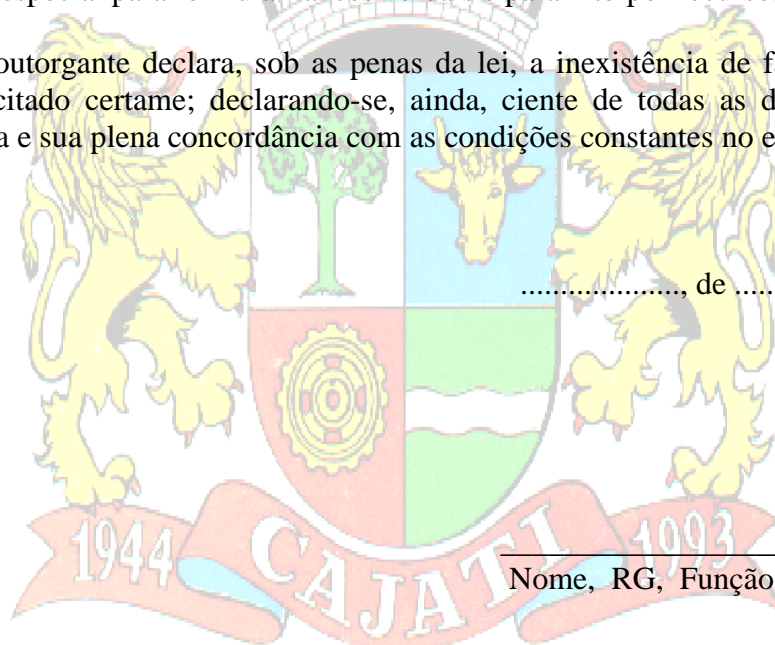 outorgante declara, sob as penas da lei, a inexistência de f
citado certame; declarando-se, ainda, ciente de todas as d
a e sua plena concordância com as condições constantes no e
...................., de .....
Nome, RG, Função
1944 CAJATI 1993